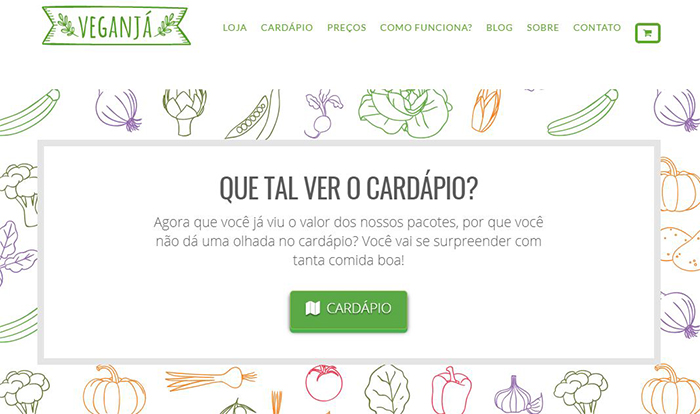 VEGANJÁ
LOJA CARDÁPIO PREÇOS COMO FUNCIONA? BLOG SOBRE CONTATO
QUE TAL VER O CARDÁPIO?
Agora que você já viu o valor dos nossos pacotes, por que você
não dá uma olhada no cardápio? Você vai se surpreender com
tanta comida boa!
CARDÁPIO